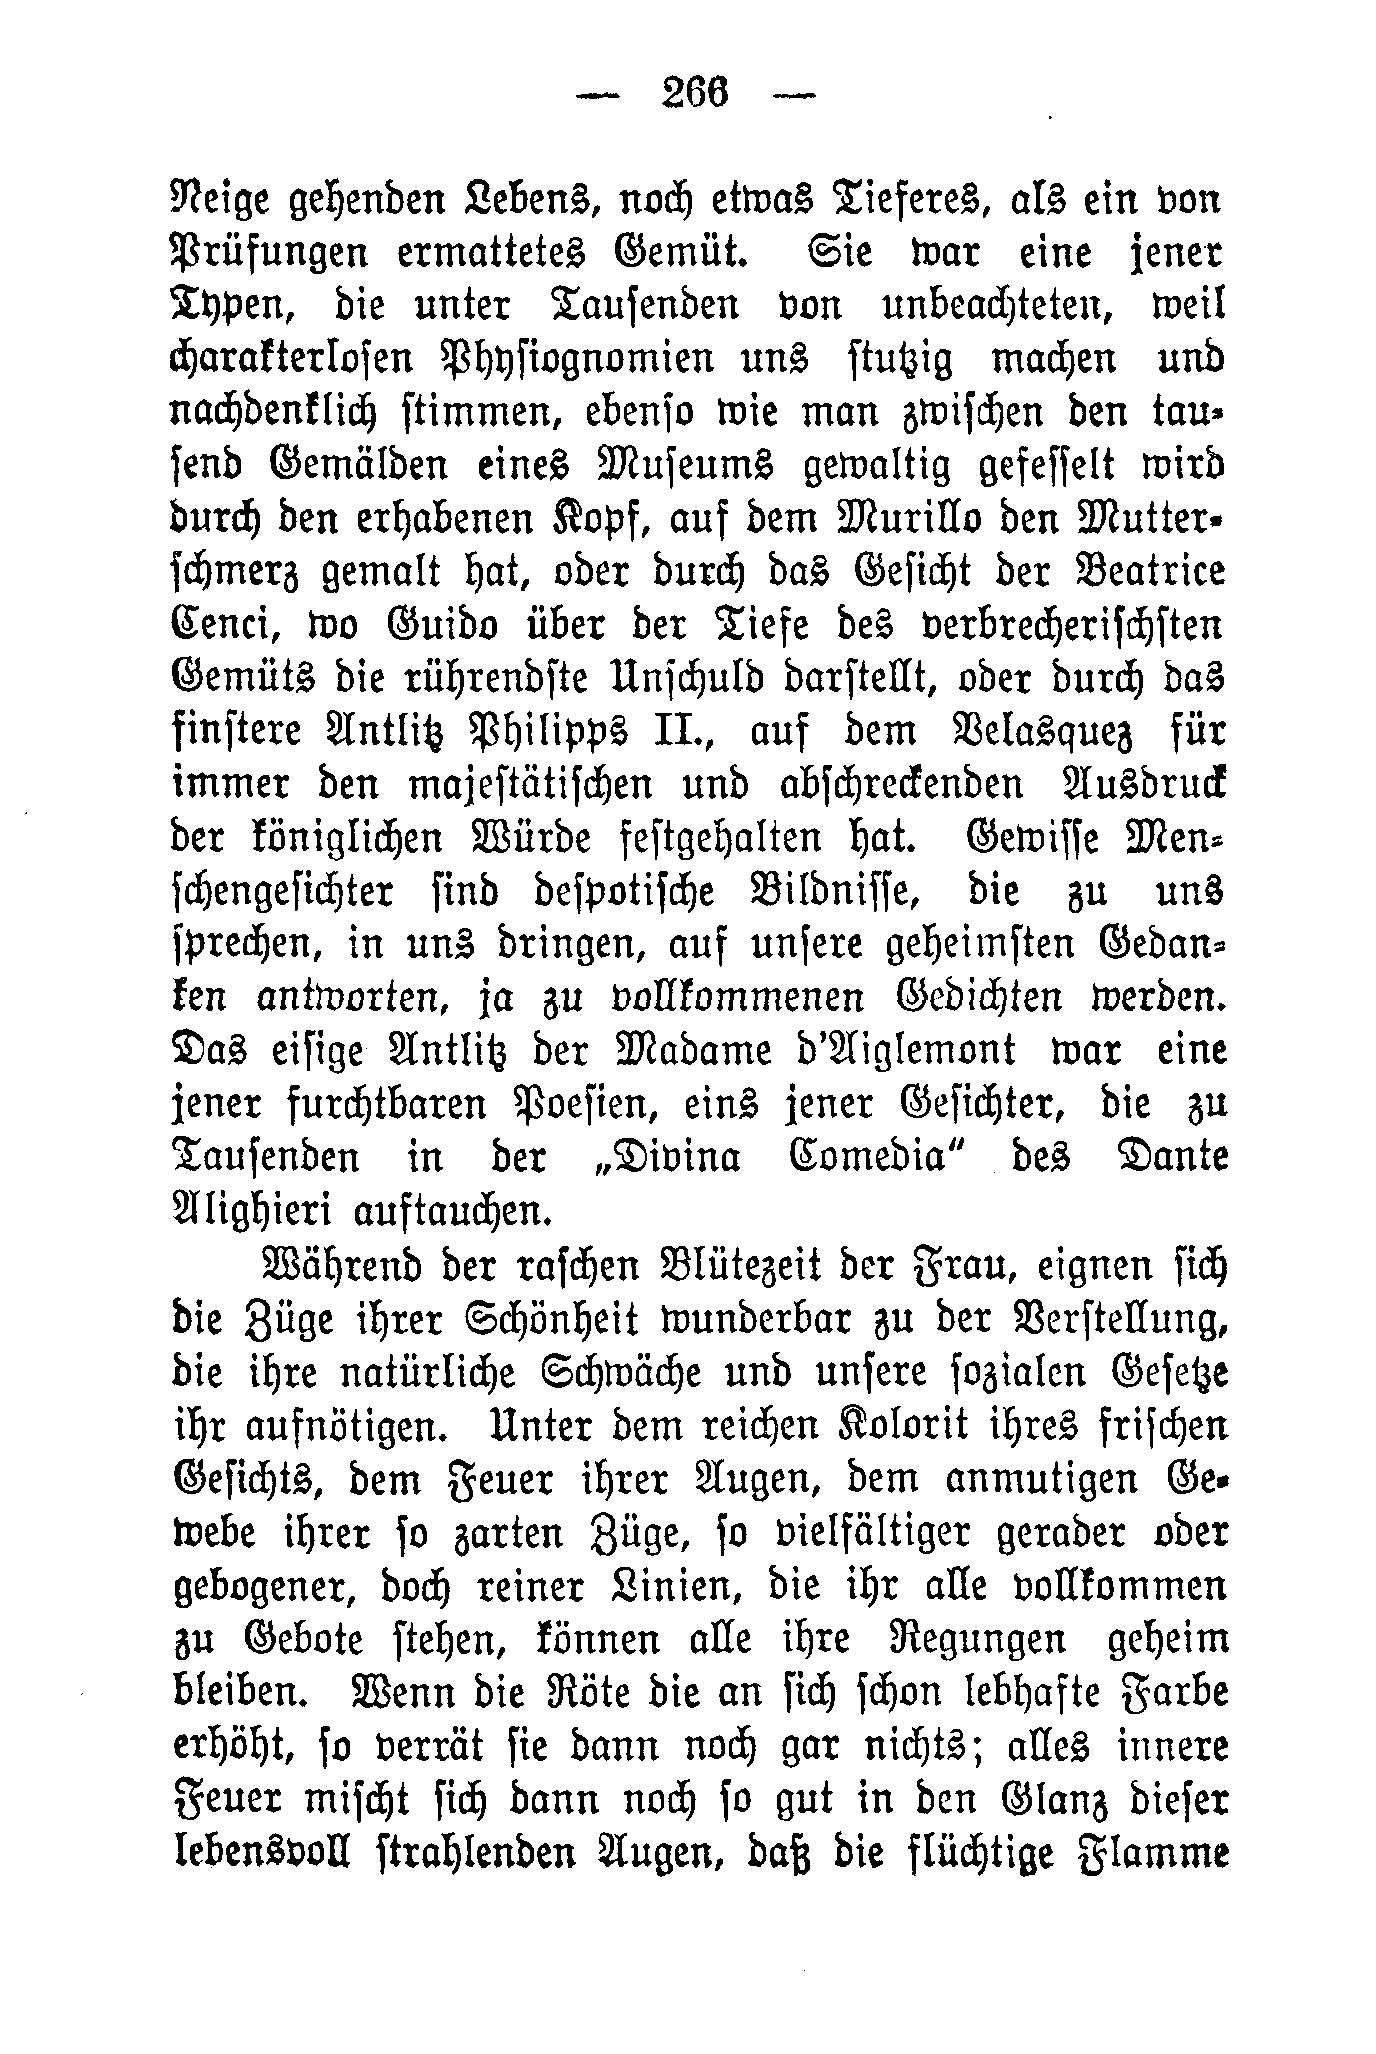 — 266 —
Neige gehenden Lebens, noch etwas Tieferes, als ein von
Prüfungen ermattetes Gemüt. Sie war eine jener
Typen, die unter Tausenden von unbeachteten, weil
charakterlosen Physiognomien uns stutzig machen und
nachdenklich stimmen, ebenso wie man zwischen den tau-
send Gemälden eines Museums gewaltig gefesselt wird
durch den erhabenen Kopf, auf dem Murillo den Mutter-
schmerz gemalt hat, oder durch das Gesicht der Beatrice
Cenci, wo Guido über der Tiefe des verbrecherischsten
Gemüts die rührendste Unschuld darstellt, oder durch das
finstere Antlitz Philipps II., auf dem Velasquez für
immer den majestätischen und abschreckenden Ausdruck
der königlichen Würde festgehalten hat. Gewisse Men-
schengesichter sind despotische Bildnisse, die zu uns
sprechen, in uns dringen, auf unsere geheimsten Gedan-
ken antworten, ja zu vollkommenen Gedichten werden.
Das eisige Antlitz der Madame d'Aiglemont war eine
jener furchtbaren Poesien, eins jener Gesichter, die zu
Tausenden in der „Divina Comedia“ des Dante
Alighieri auftauchen.
Während der raschen Blütezeit der Frau, eignen sich
die Züge ihrer Schönheit wunderbar zu der Verstellung,
die ihre natürliche Schwäche und unsere sozialen Gesetze
ihr aufnötigen. Unter dem reichen Kolorit ihres frischen
Gesichts, dem Feuer ihrer Augen, dem anmutigen Ge-
webe ihrer so zarten Züge, so vielfältiger gerader oder
gebogener, doch reiner Linien, die ihr alle vollkommen
zu Gebote stehen, können alle ihre Regungen geheim
bleiben. Wenn die Röte die an sich schon lebhafte Farbe
erhöht, so verrät sie dann noch gar nichts; alles innere
Feuer mischt sich dann noch so gut in den Glanz dieser
lebensvoll strahlenden Augen, daß die flüchtige Flamme